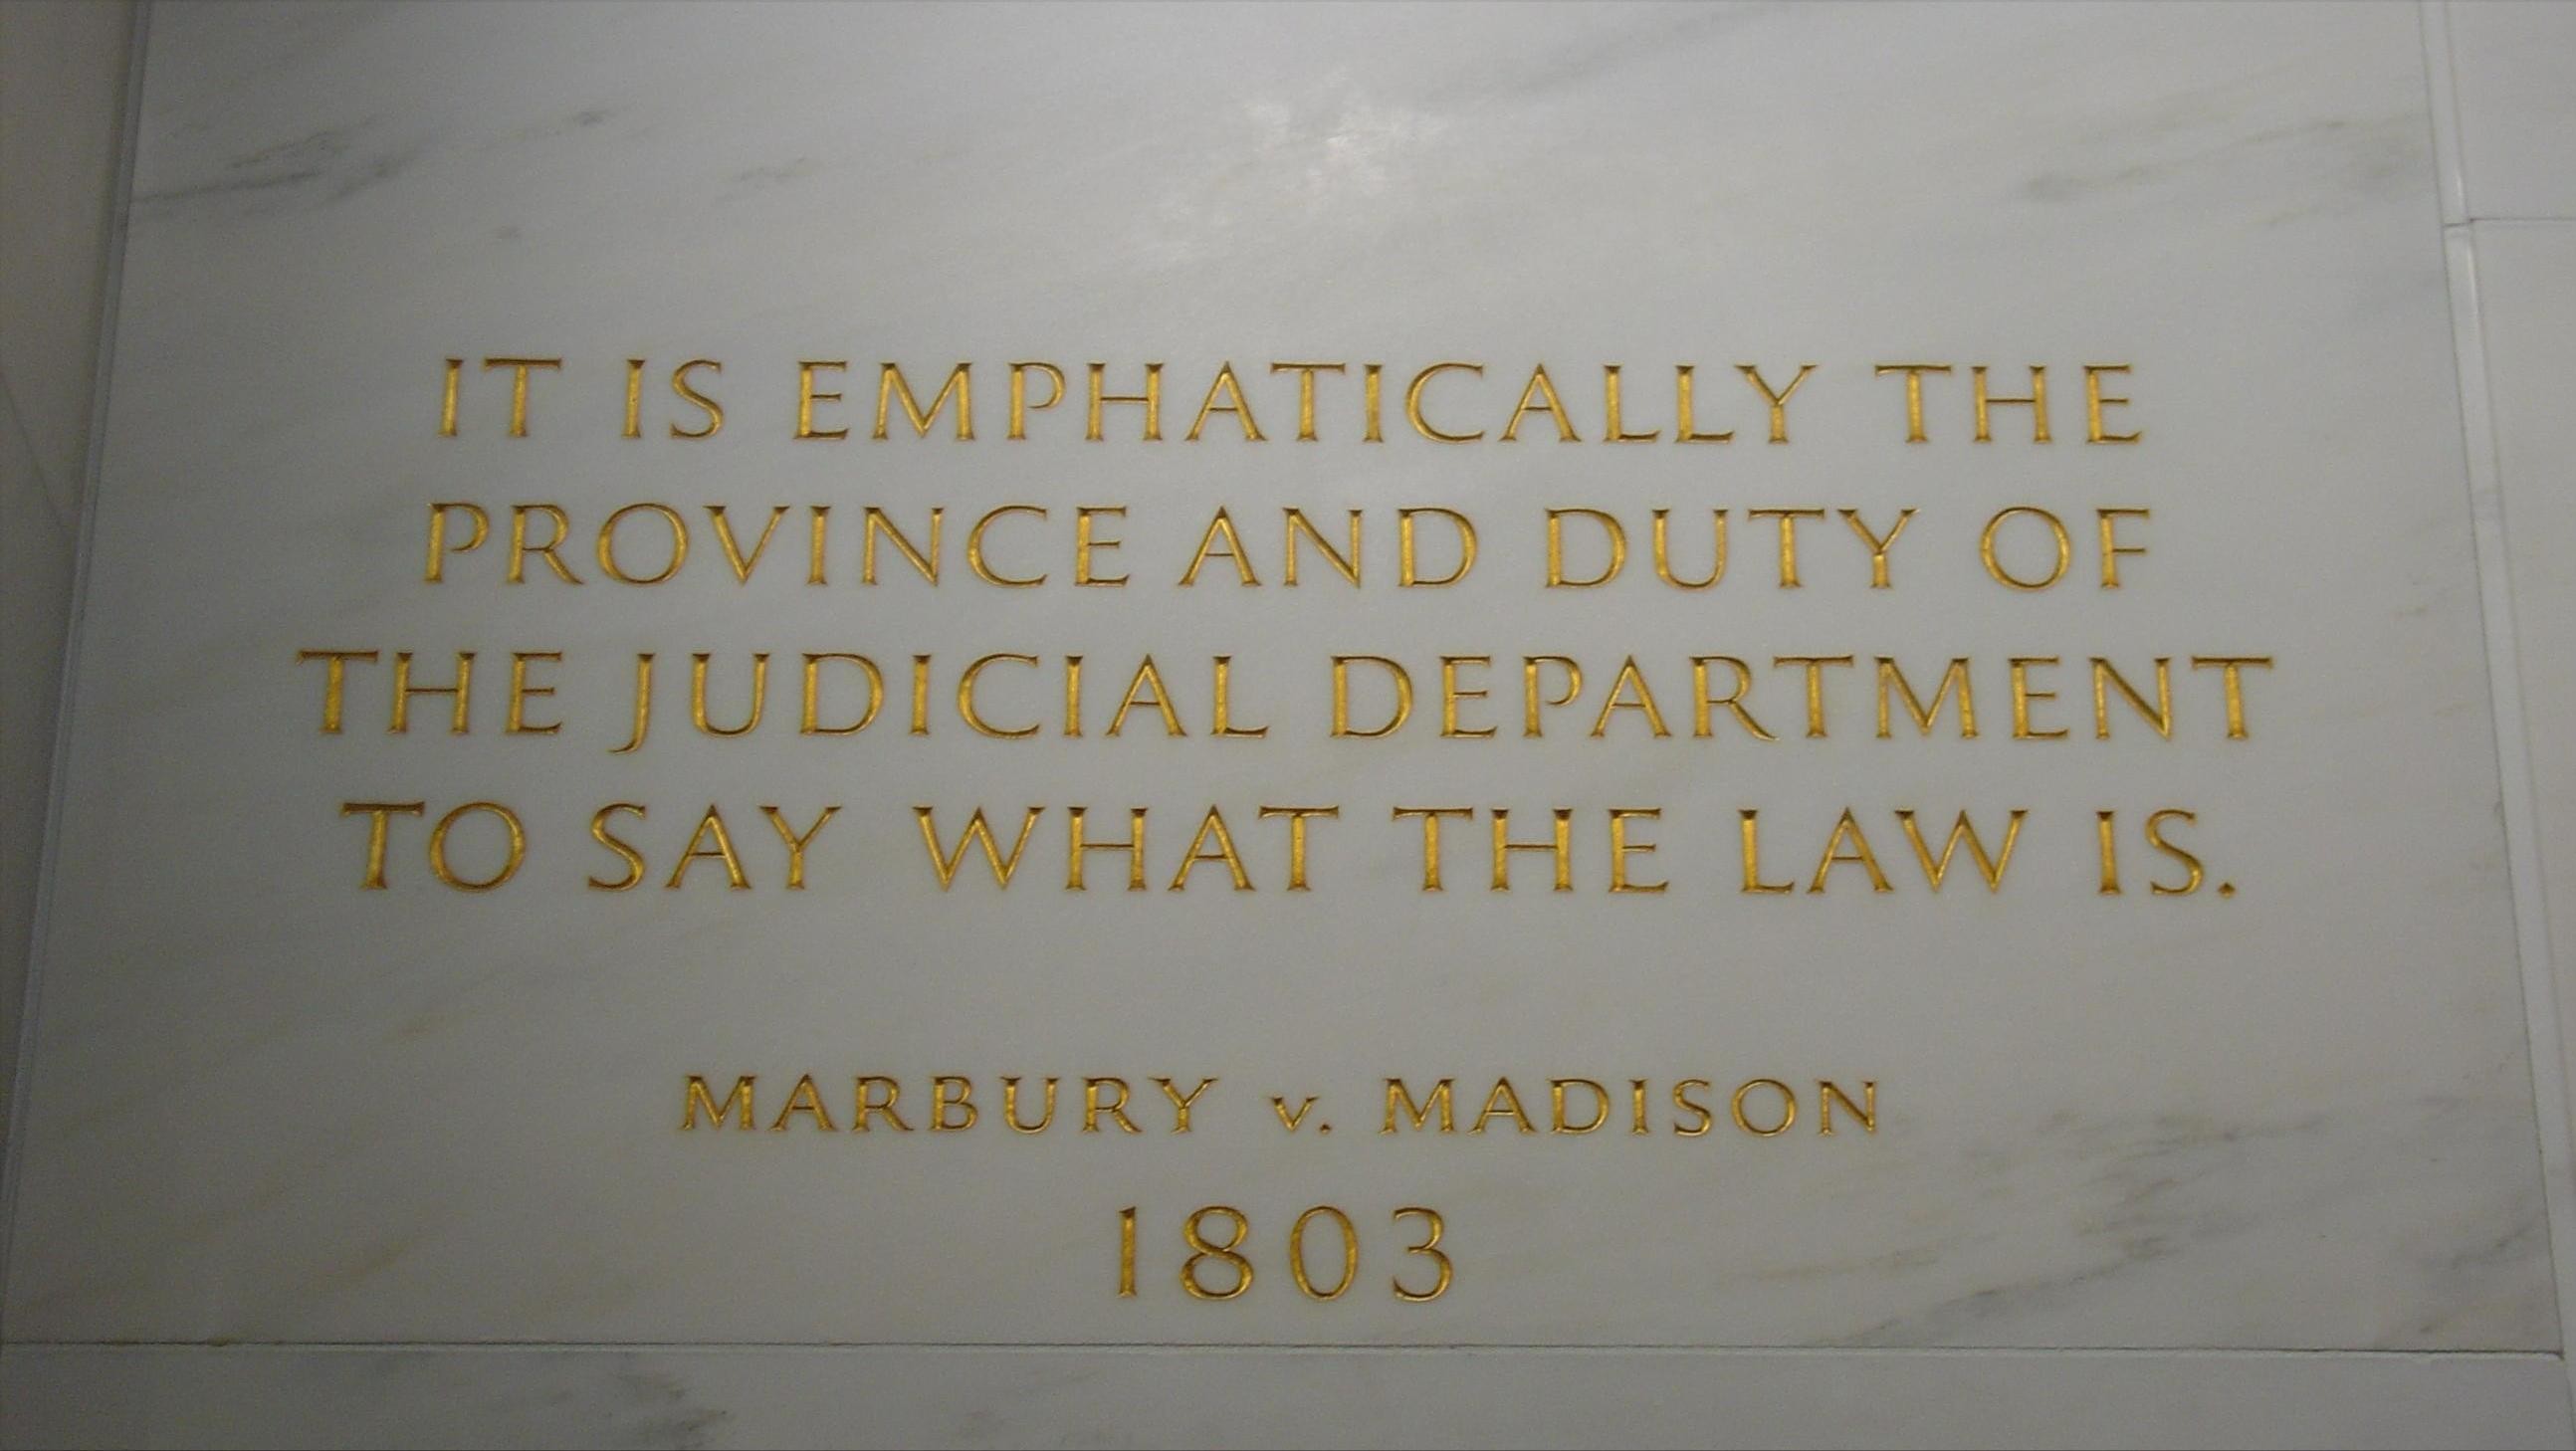 IT IS EMPHATICALLY THE
PROVINCE AND DUTY OF
THE JUDICIAL DEPARTMENT
TO SAY WHAT THE LAW IS.
MARBURY v. MADISON
1803